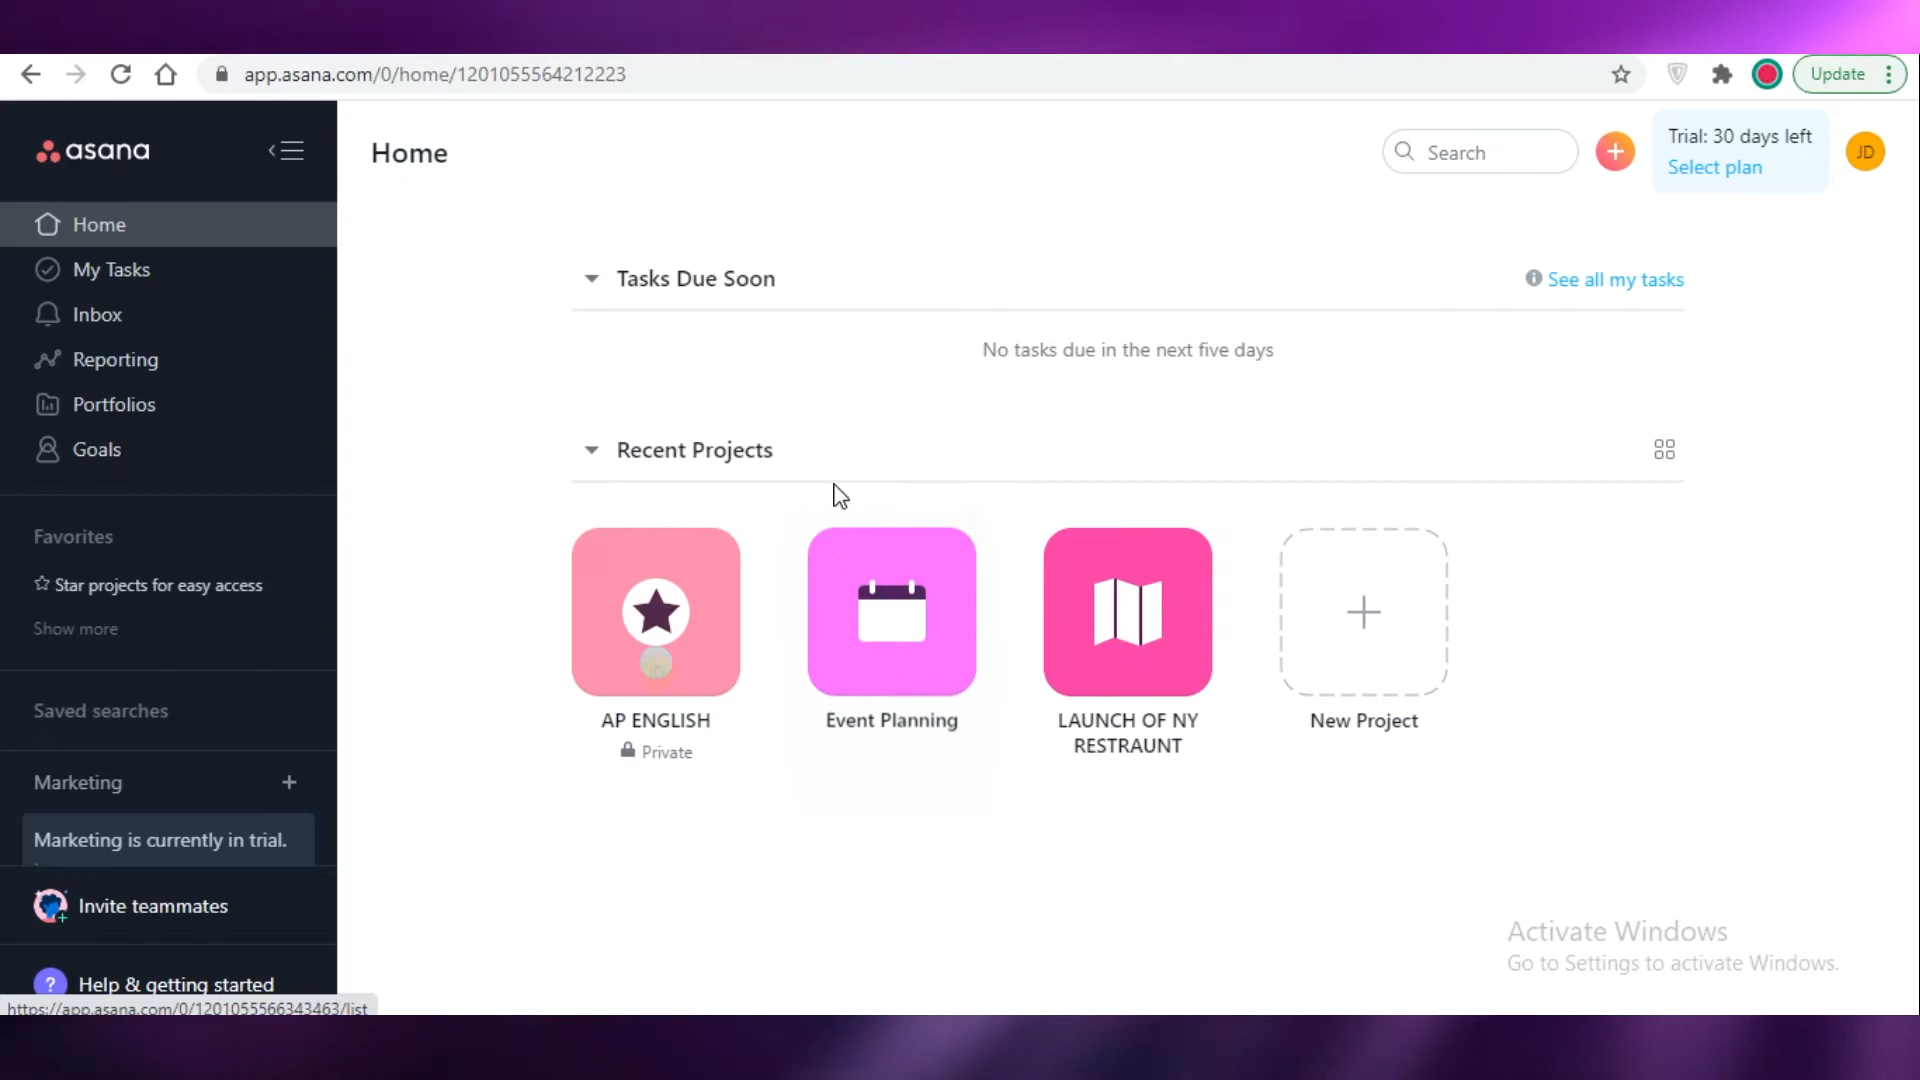 app.asana.com/0/home/1201055564212223
Update
asana
Home
My Tasks
Inbox
Reporting
Portfolios
Goals
Favorites
Star projects for easy access
Show more
Saved searches
Marketing
Marketing is currently in trial.
Invite teammates
Help & getting started
https://app.asana.com/0/1201055566343463/list
Home
Search
Trial: 30 days left
Select plan
JD
Tasks Due Soon
See all my tasks
No tasks due in the next five days
Recent Projects
AP ENGLISH
Private
Event Planning
LAUNCH OF NY
RESTRAUNT
New Project
Activate Windows
Go to Settings to activate Windows.